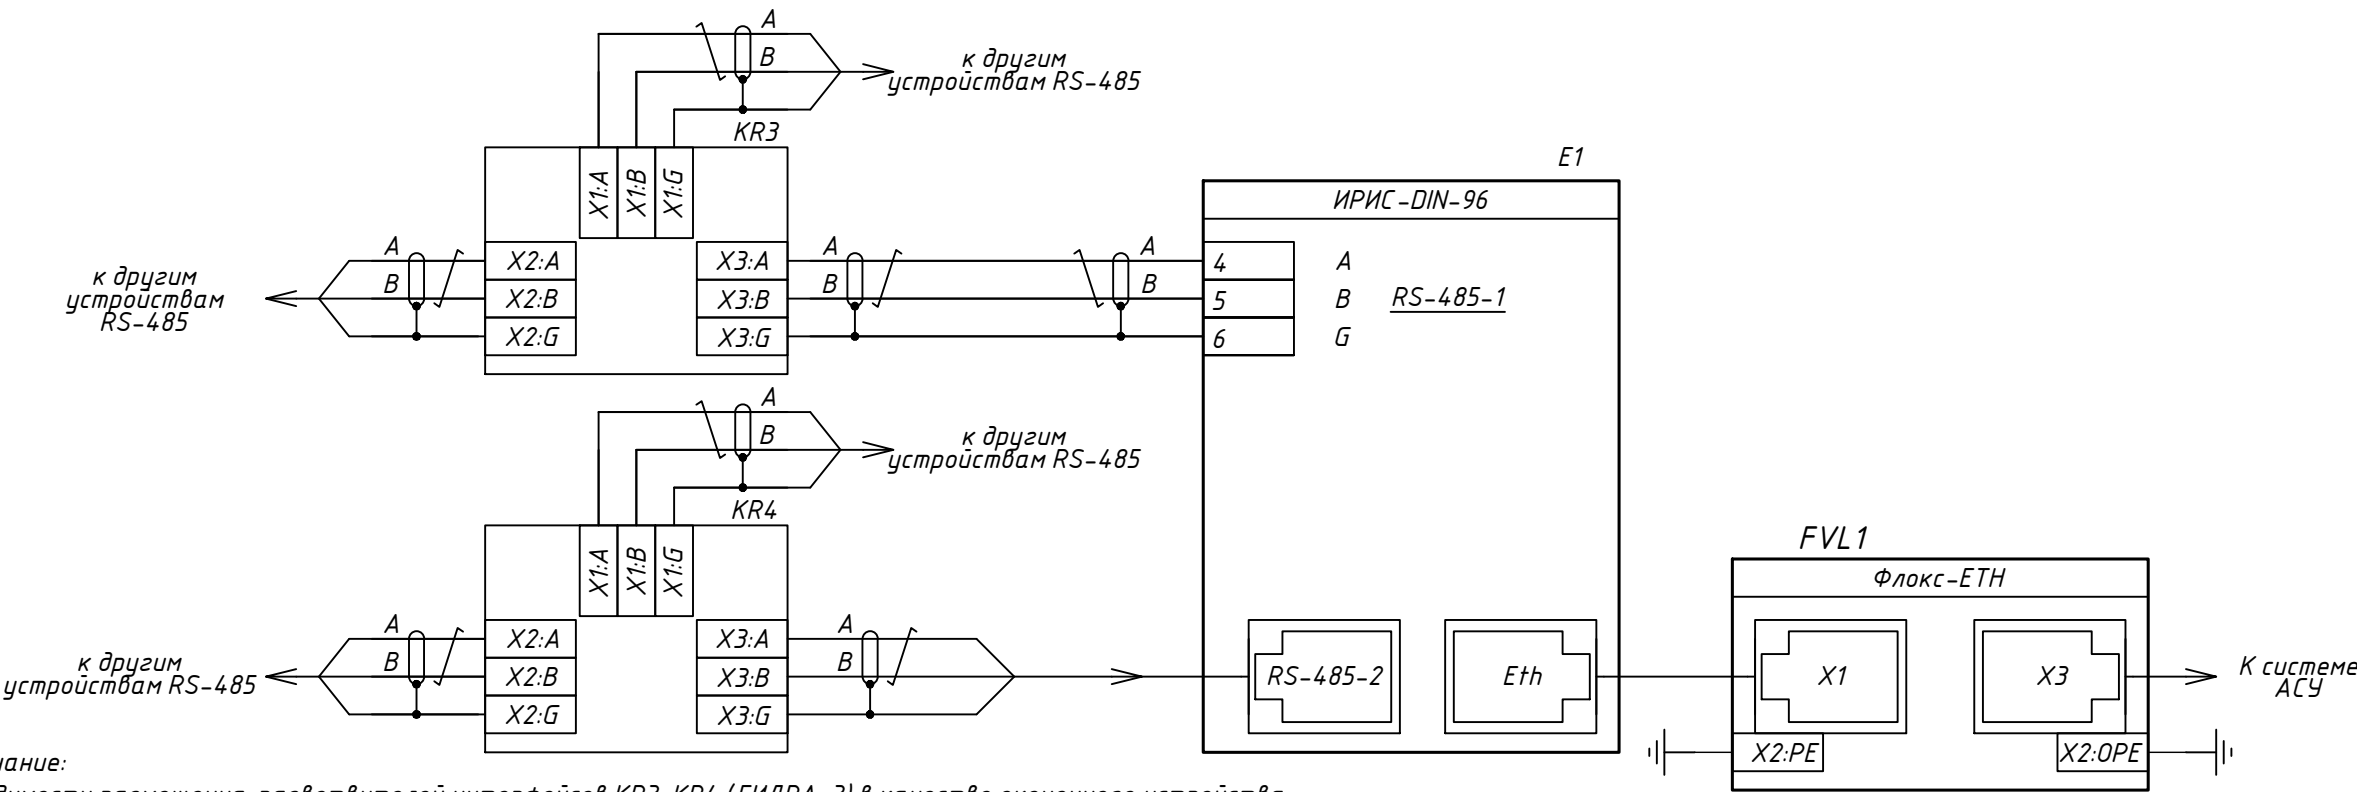 A
B
к другим
устройствам RS-485
KR3
X1:A
X1:B
X1:G
A
B
к другим
устройствам
RS-485
X2:A
X2:B
X2:G
X3:A
X3:B
X3:G
A
B
A
B
E1
ИРИС-DIN-96
4
5
6
A
B
G
RS-485-1
A
B
к другим
устройствам RS-485
KR4
X1:A
X1:B
X1:G
A
B
к другим
устройствам RS-485
X2:A
X2:B
X2:G
X3:A
X3:B
X3:G
A
B
RS-485-2
Eth
FVL1
Флокс-ETH
X1
X3
X2:PE
X2:OPE
К системе
АСУ